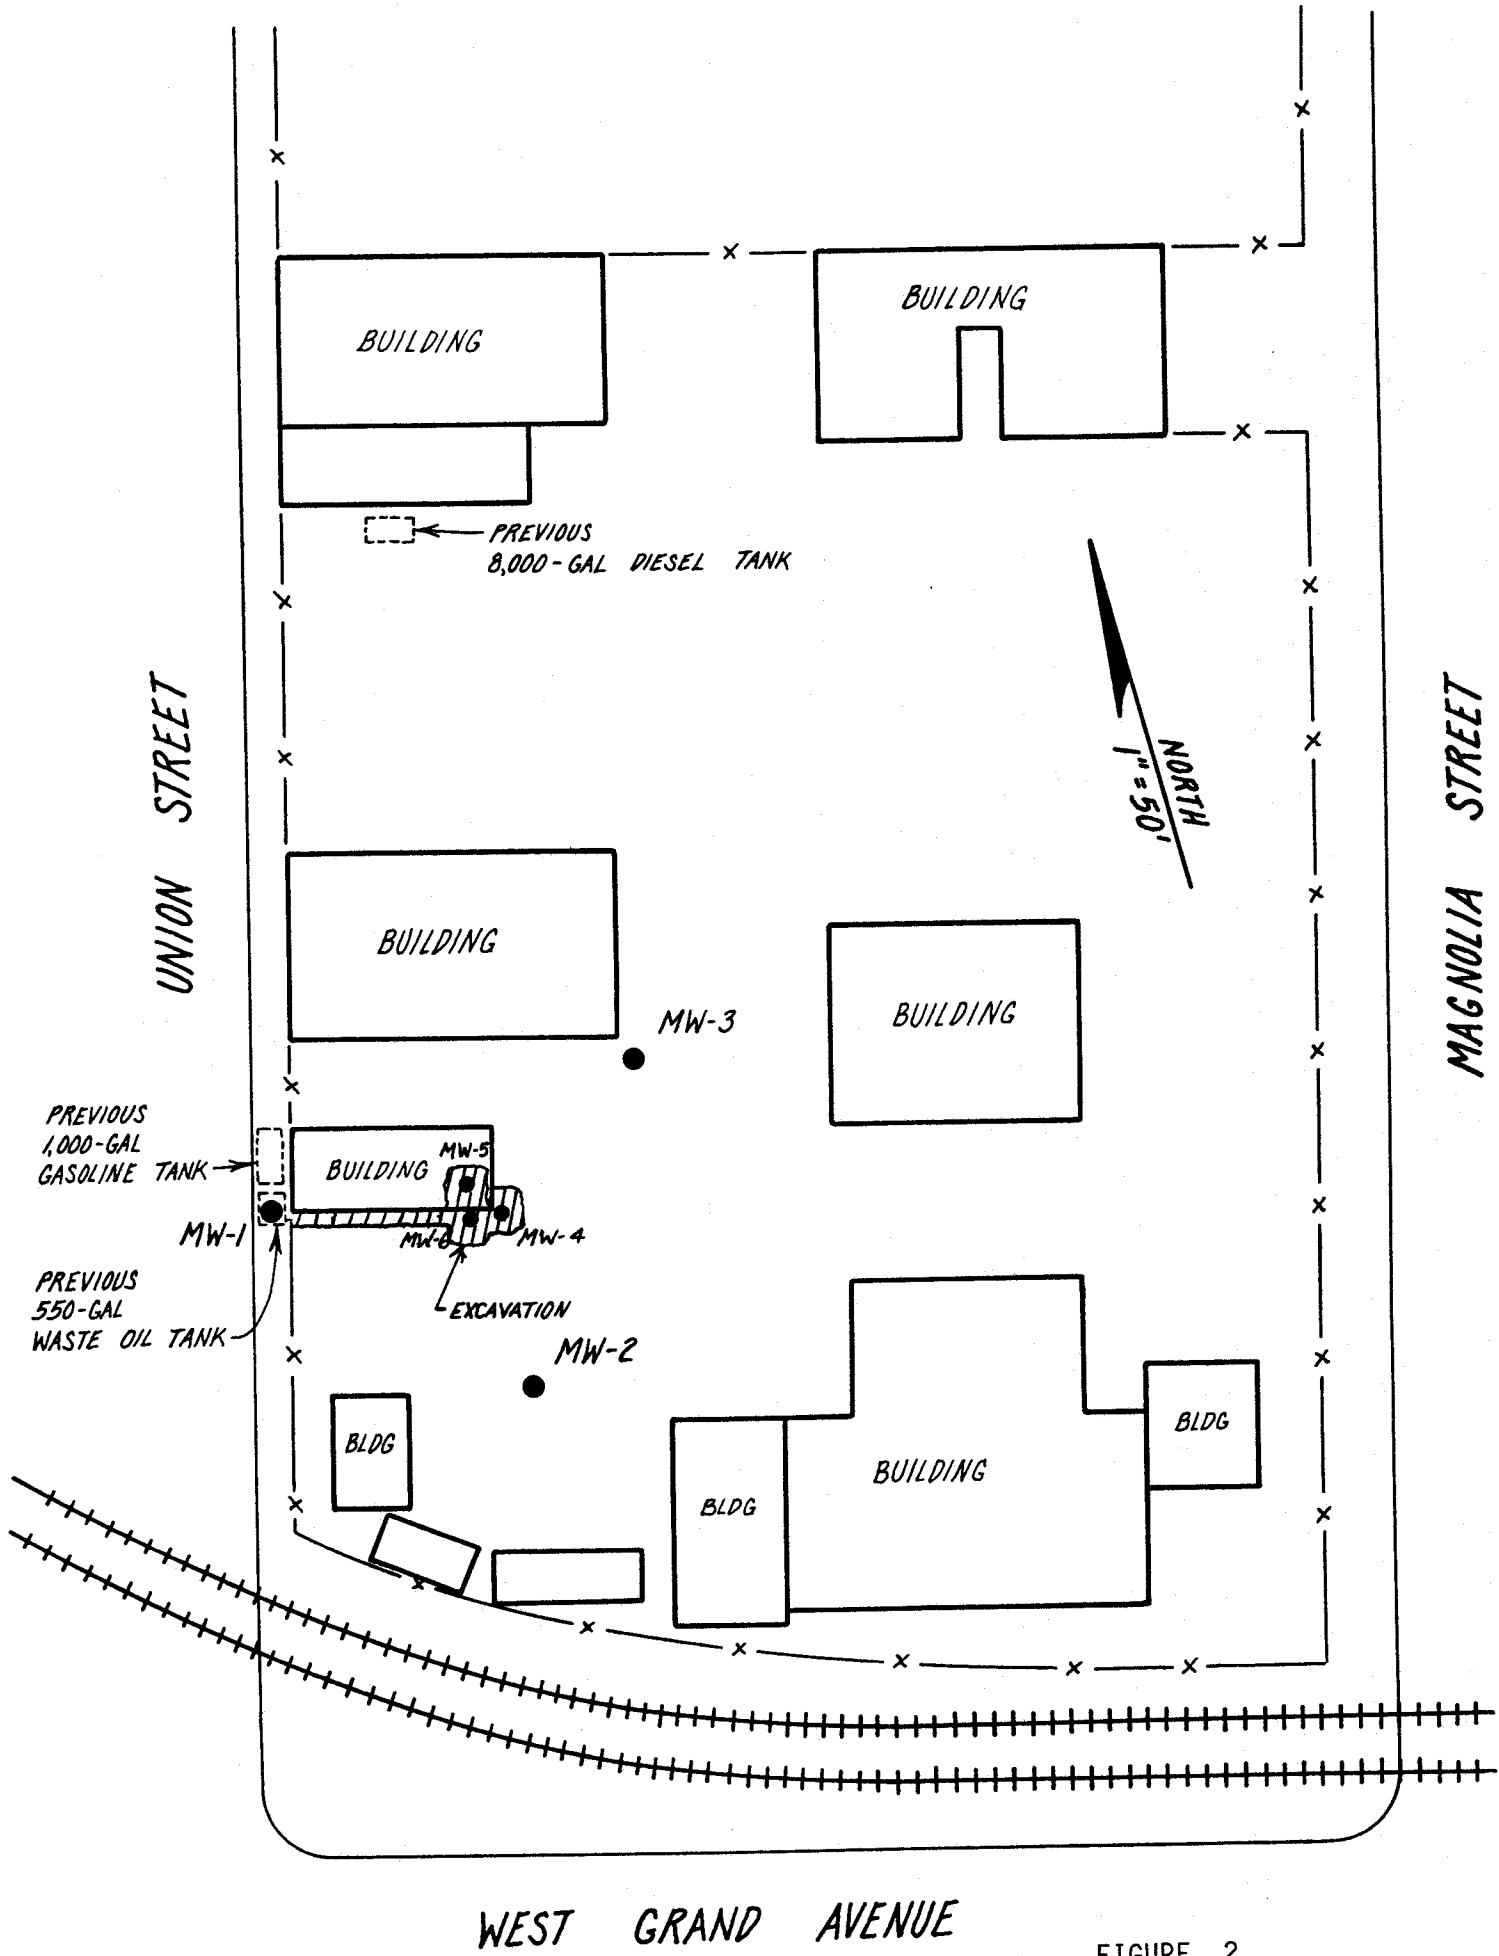 BUILDING
BUILDING
PREVIOUS
8,000-GAL DIESEL TANK
NORTH
1" = 50'
UNION STREET
MAGNOLIA STREET
BUILDING
BUILDING
MW-3
PREVIOUS
1,000-GAL
GASOLINE TANK
BUILDING
MW-5
MW-1
MW-6
MW-4
PREVIOUS
550-GAL
WASTE OIL TANK
EXCAVATION
MW-2
BLDG
BLDG
BUILDING
BLDG
WEST GRAND AVENUE
FIGURE 2